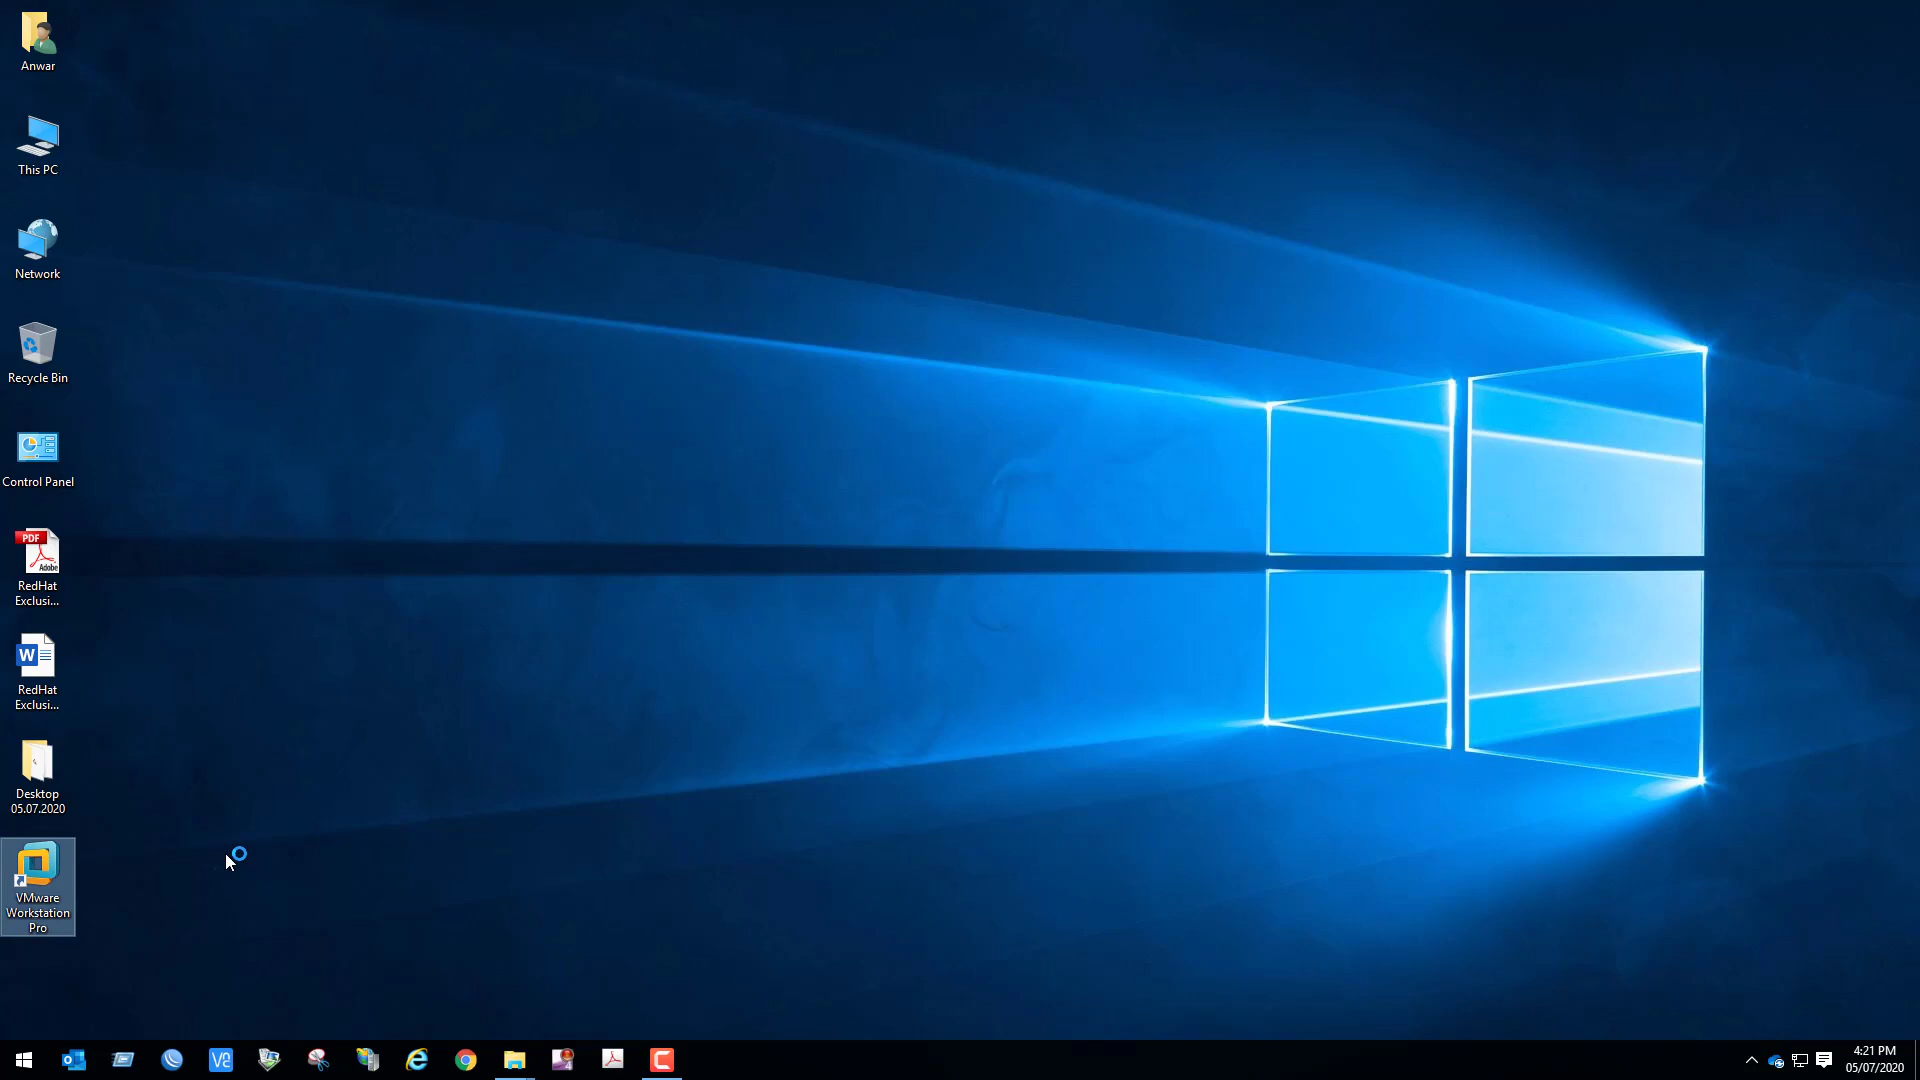 Anwar
This PC
Network
Recycle Bin
Control Panel
PDF
Adobe
RedHat
Exclusi...
W
RedHat
Exclusi...
Desktop
05.07.2020
VMware
Workstation
Pro
4:21 PM
05/07/2020